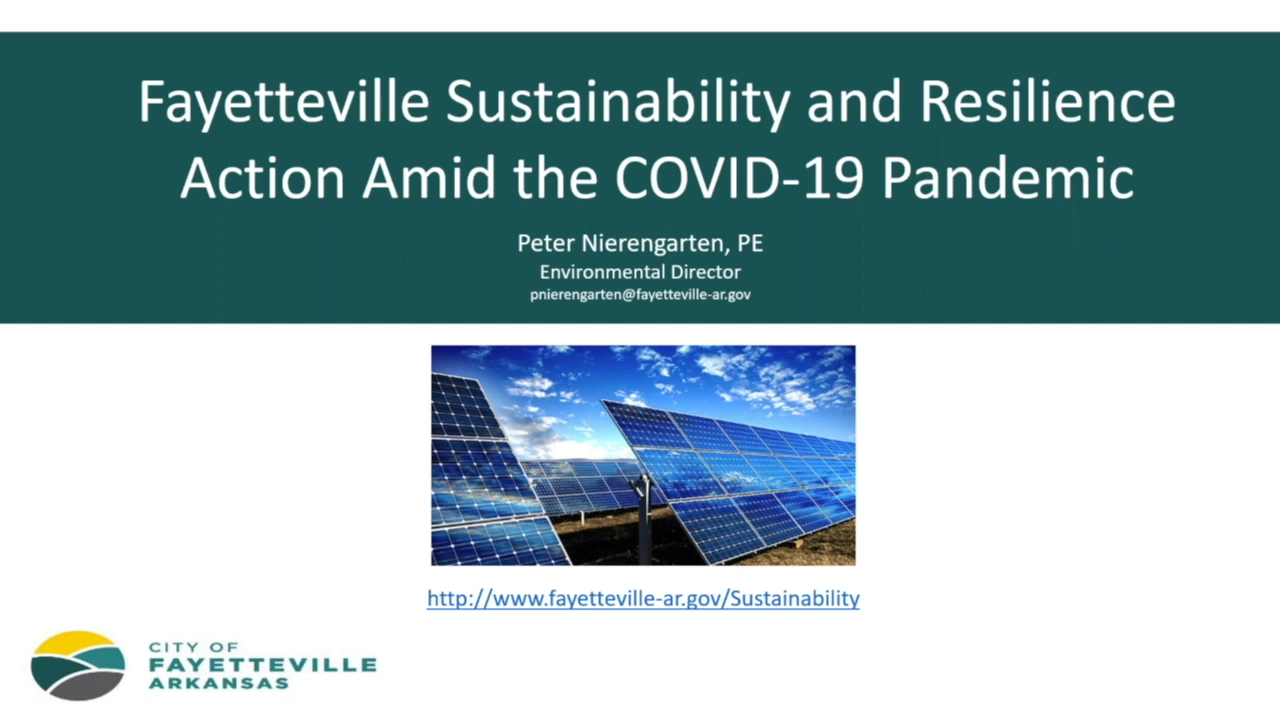 Fayetteville Sustainability and Resilience
Action Amid the COVID-19 Pandemic
Peter Nierengarten, PE
Environmental Director
pnierengarten@fayetteville-ar.gov
http://www.fayetteville-ar.gov/Sustainability
CITY OF
FAYETTEVILLE
ARKANSAS